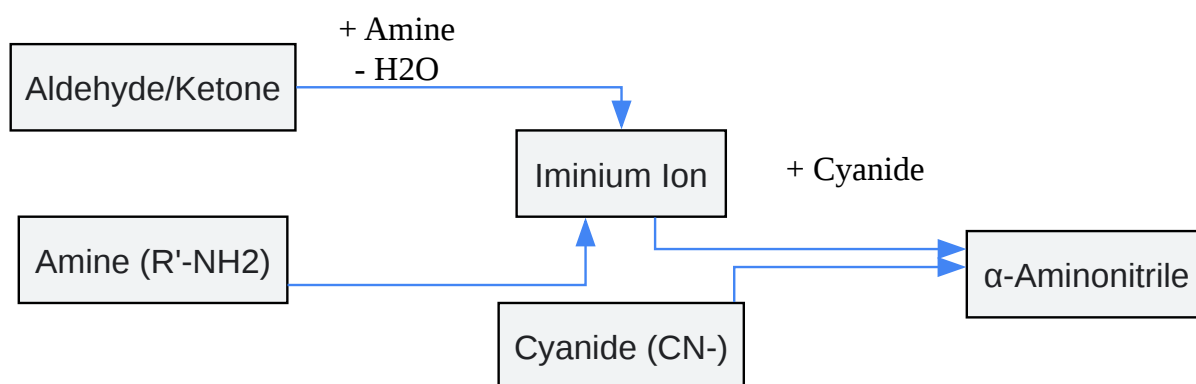 + Amine
- H2O
Aldehyde/Ketone
Iminium Ion
+ Cyanide
Amine (R'-NH2)
α-Aminonitrile
Cyanide (CN-)